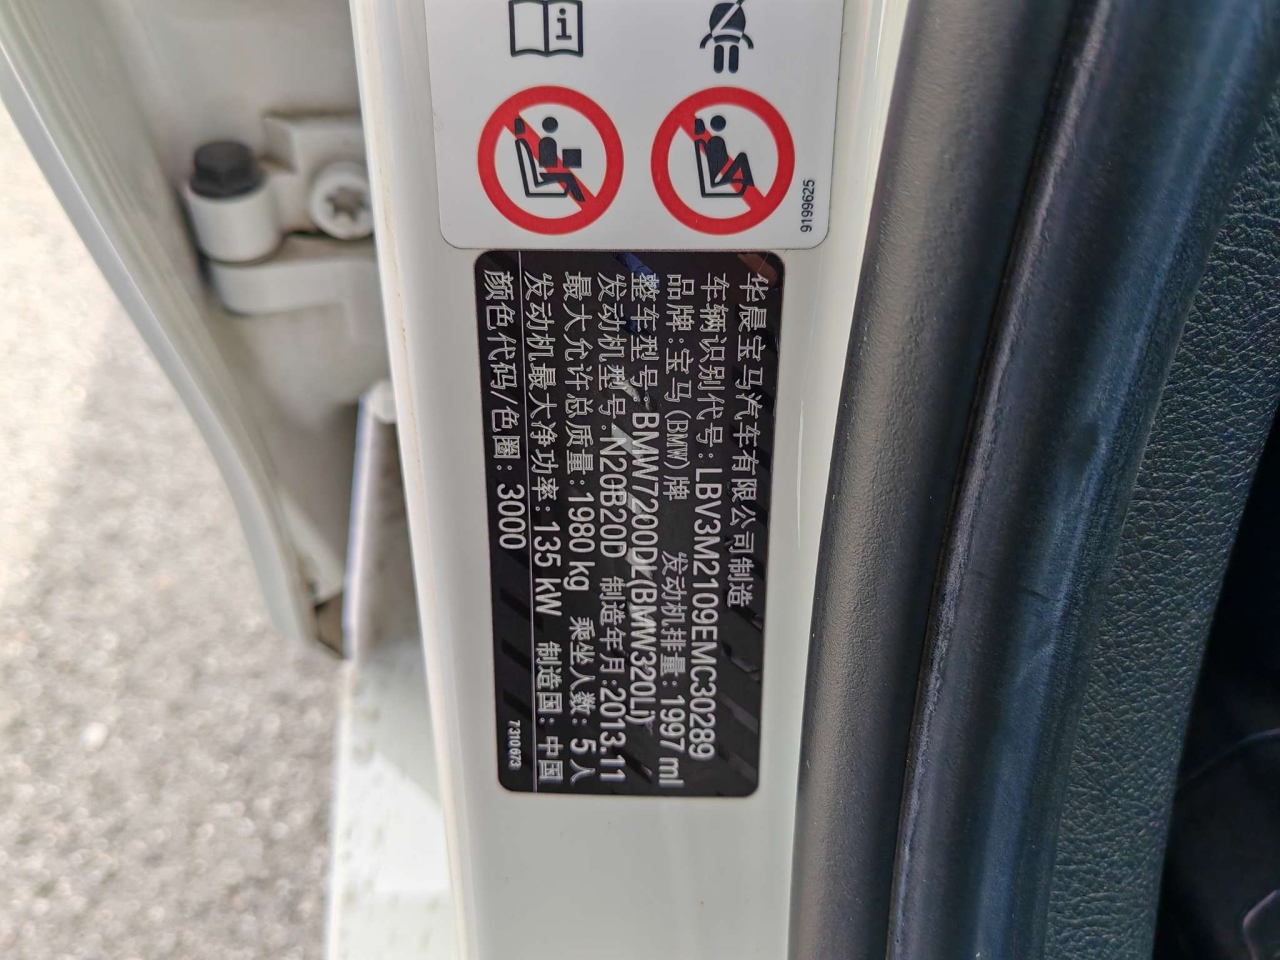 9199625
华晨宝马汽车有限公司制造
车辆识别代号：LBV3M2109EMC30289
品牌：宝马(BMW)牌 发动机排量：1997 ml
整车型号：BMW7200DL(BMW320Li)
发动机型号：N20B20D 制造年月：2013.11
最大允许总质量：1980 kg 乘坐人数：5人
发动机最大净功率：135 kW 制造国：中国
颜色代码/色圈：3000
7310673